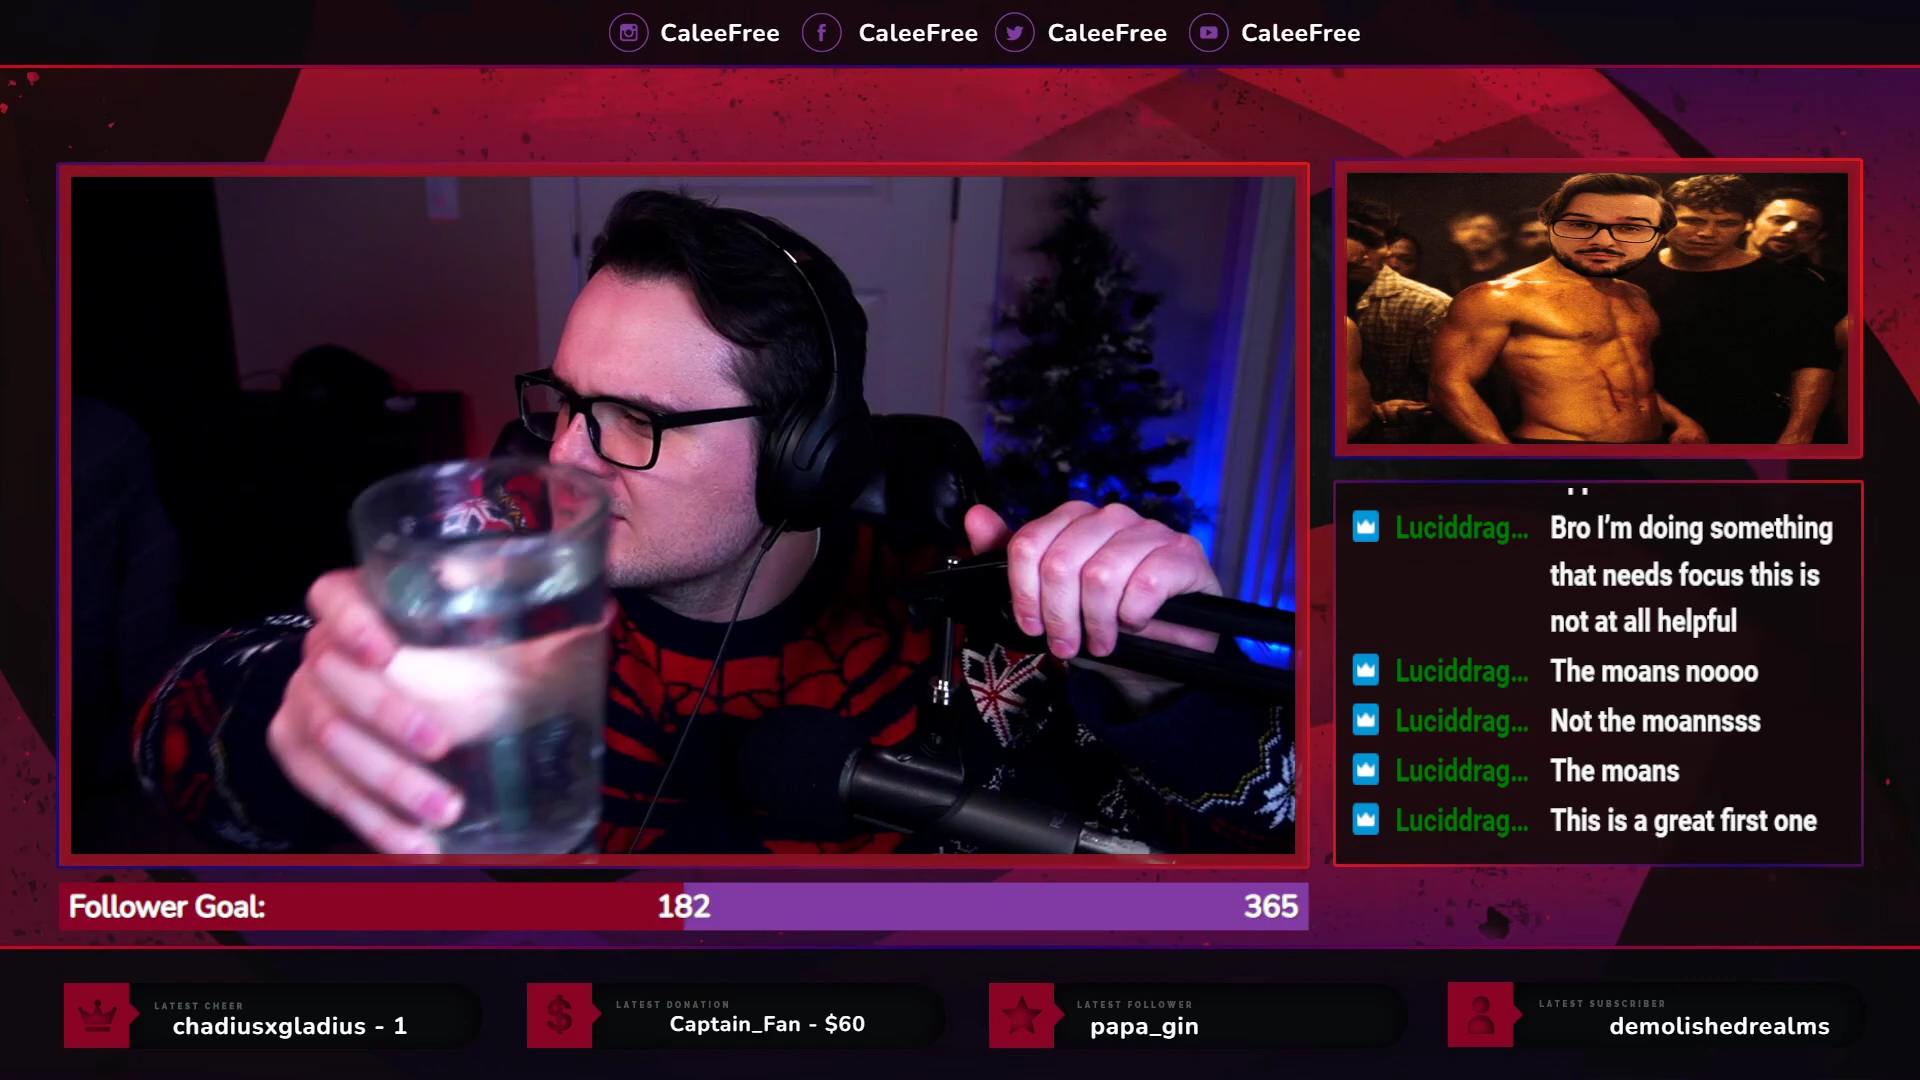 CaleeFree CaleeFree CaleeFree CaleeFree
Luciddrag... Bro I'm doing something
that needs focus this is
not at all helpful
Luciddrag... The moans noooo
Luciddrag... Not the moannsss
Luciddrag... The moans
Luciddrag... This is a great first one
Follower Goal: 182 365
LATEST CHEER
chadiusxgladius - 1
LATEST DONATION
Captain_Fan - $60
LATEST FOLLOWER
papa_gin
LATEST SUBSCRIBER
demolishedrealms